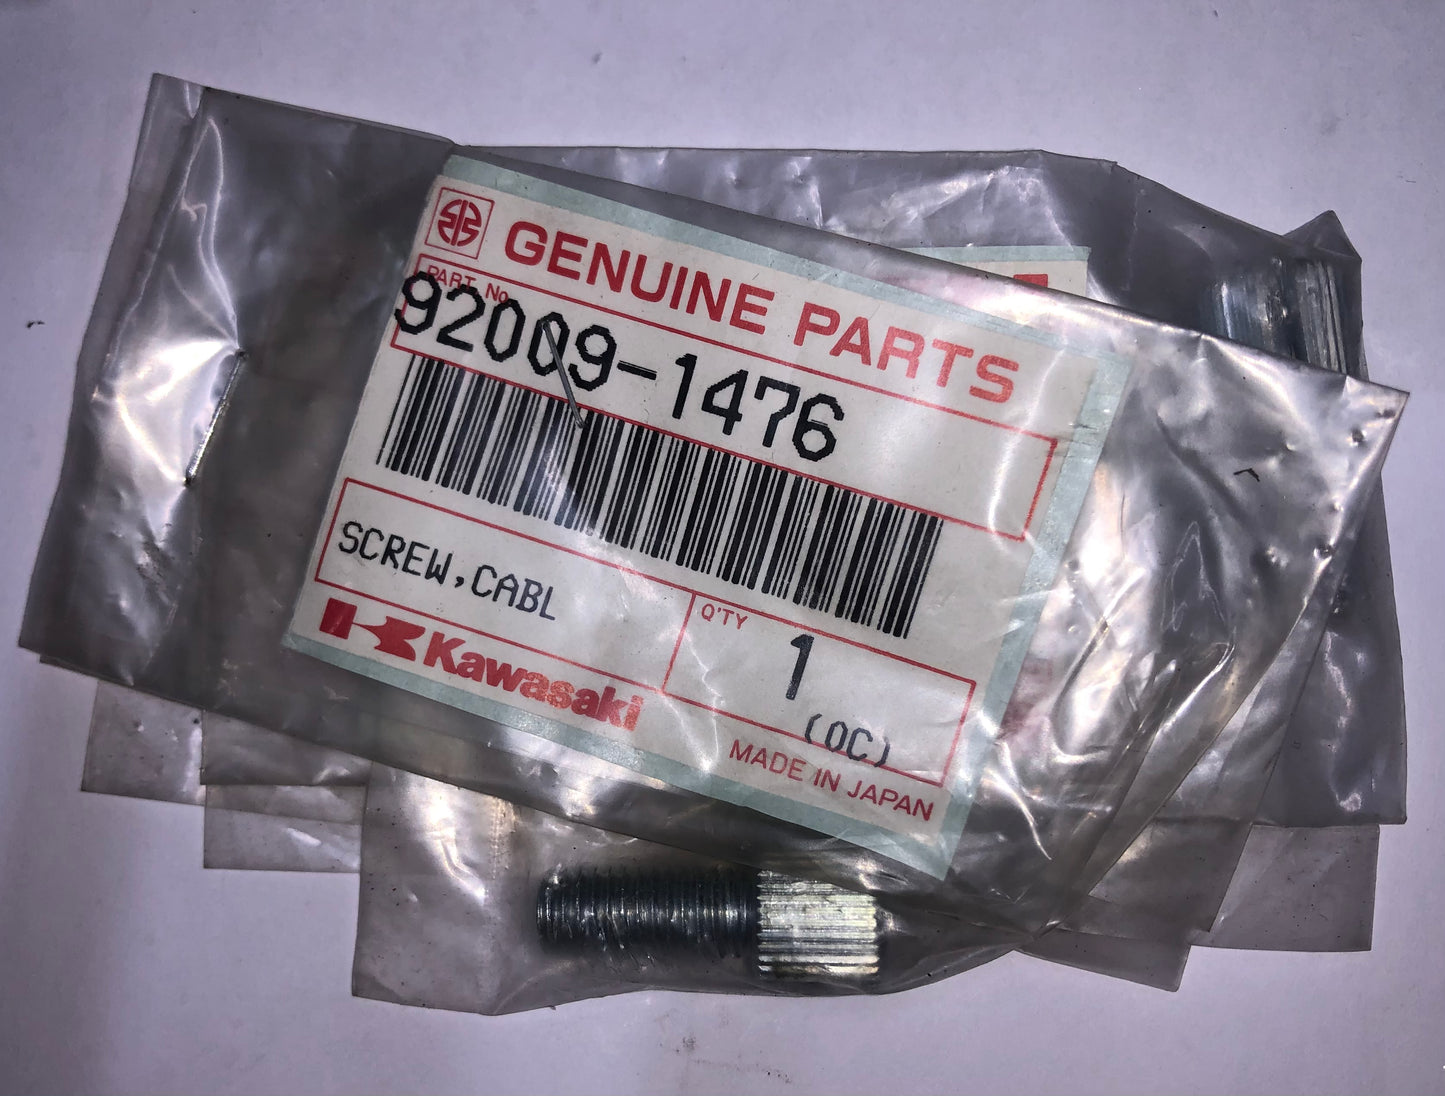 GENUINE PARTS
PART No.
92009-1476
SCREW,CABL
Q'TY
1
(OC)
Kawasaki
MADE IN JAPAN